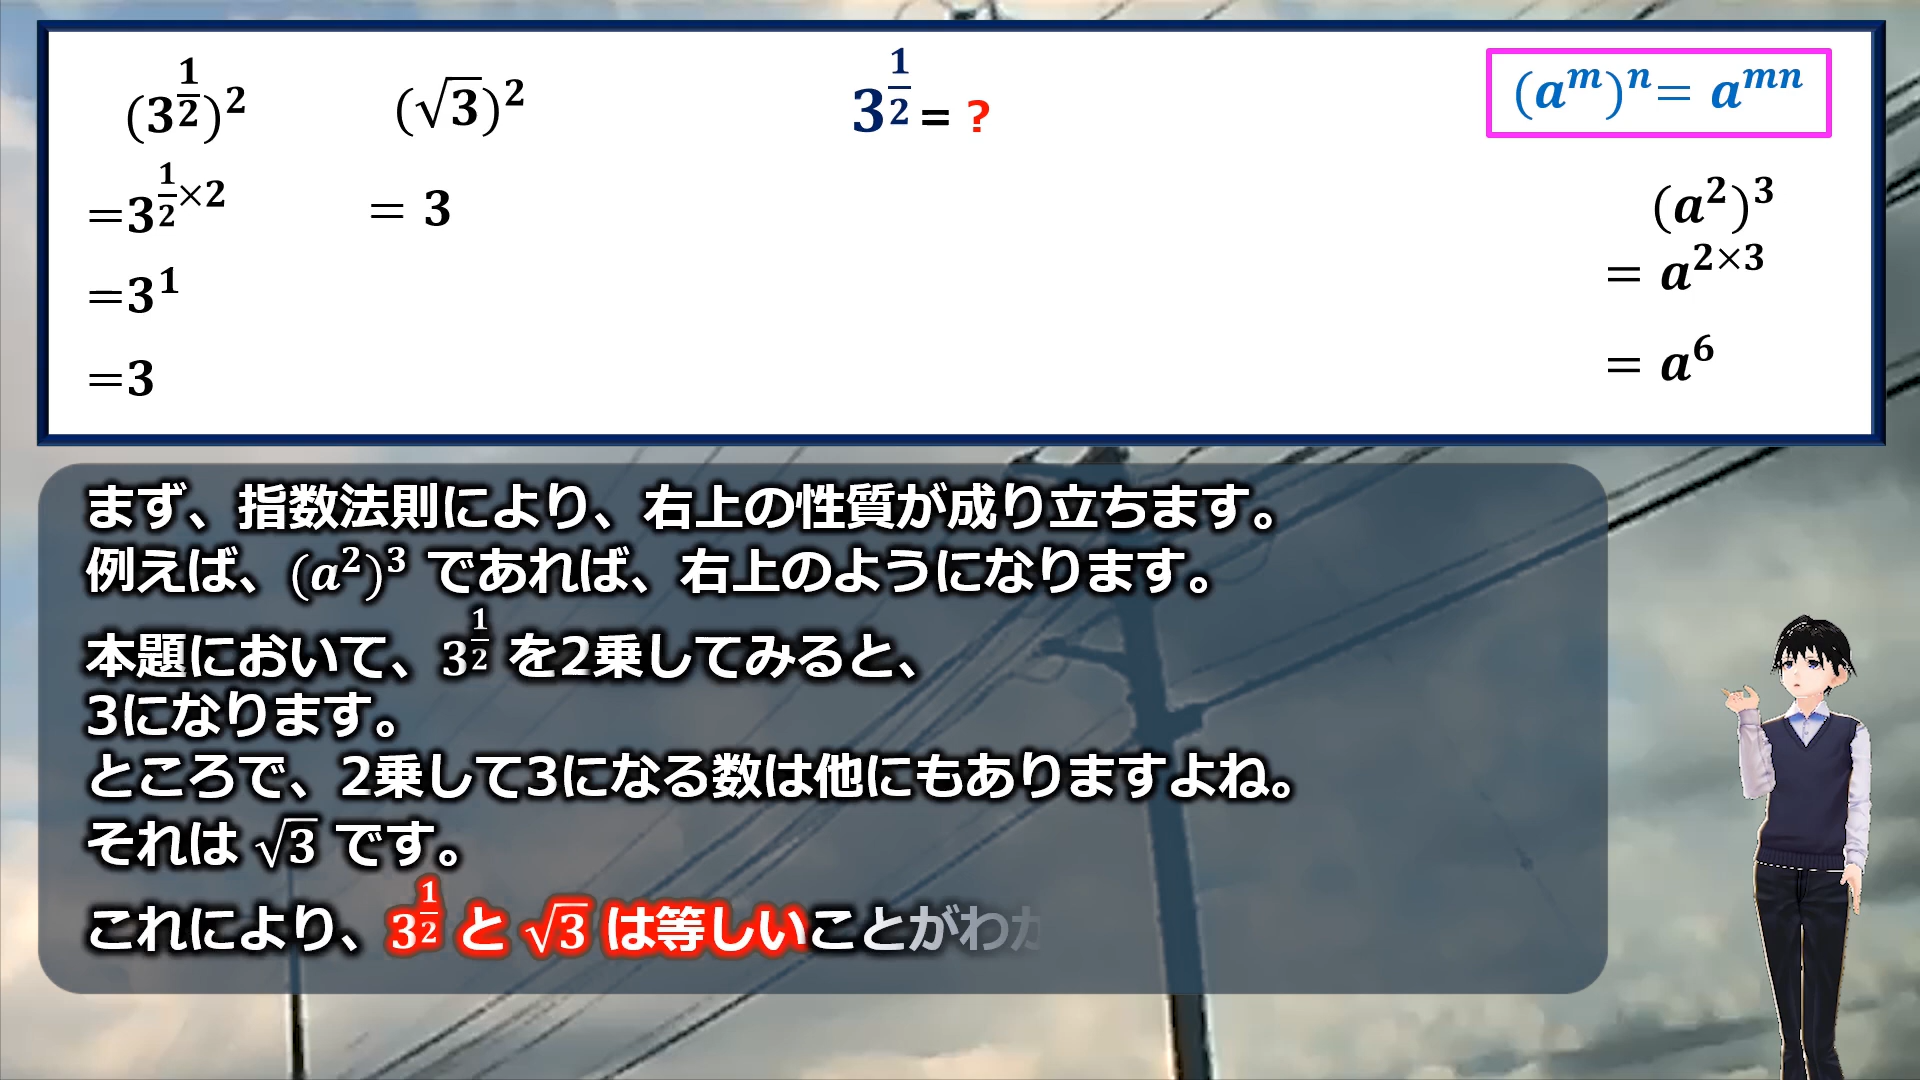 (3^{\frac{1}{2}})^2
=3^{\frac{1}{2}×2}
=3^1
=3
(√3)^2
= 3
3^{\frac{1}{2}} = ?
(a^m)^n = a^{mn}
(a^2)^3
= a^{2×3}
= a^6
まず、指数法則により、右上の性質が成り立ちます。
例えば、(a^2)^3 であれば、右上のようになります。
本題において、3^{\frac{1}{2}} を2乗してみると、
3になります。
ところで、2乗して3になる数は他にもありますよね。
それは √3 です。
これにより、3^{\frac{1}{2}} と √3 は等しいことがわ